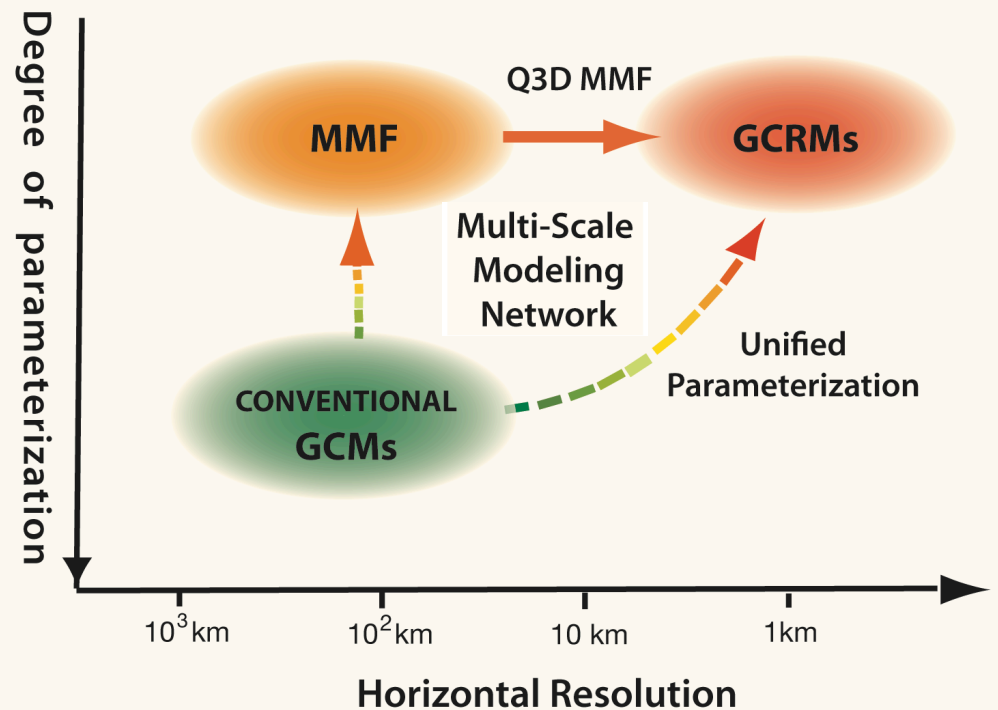 Degree of parameterization
Q3D MMF
MMF
GCRMs
Multi-Scale
Modeling
Network
Unified
Parameterization
CONVENTIONAL
GCMs
10³km
10²km
10 km
1km
Horizontal Resolution